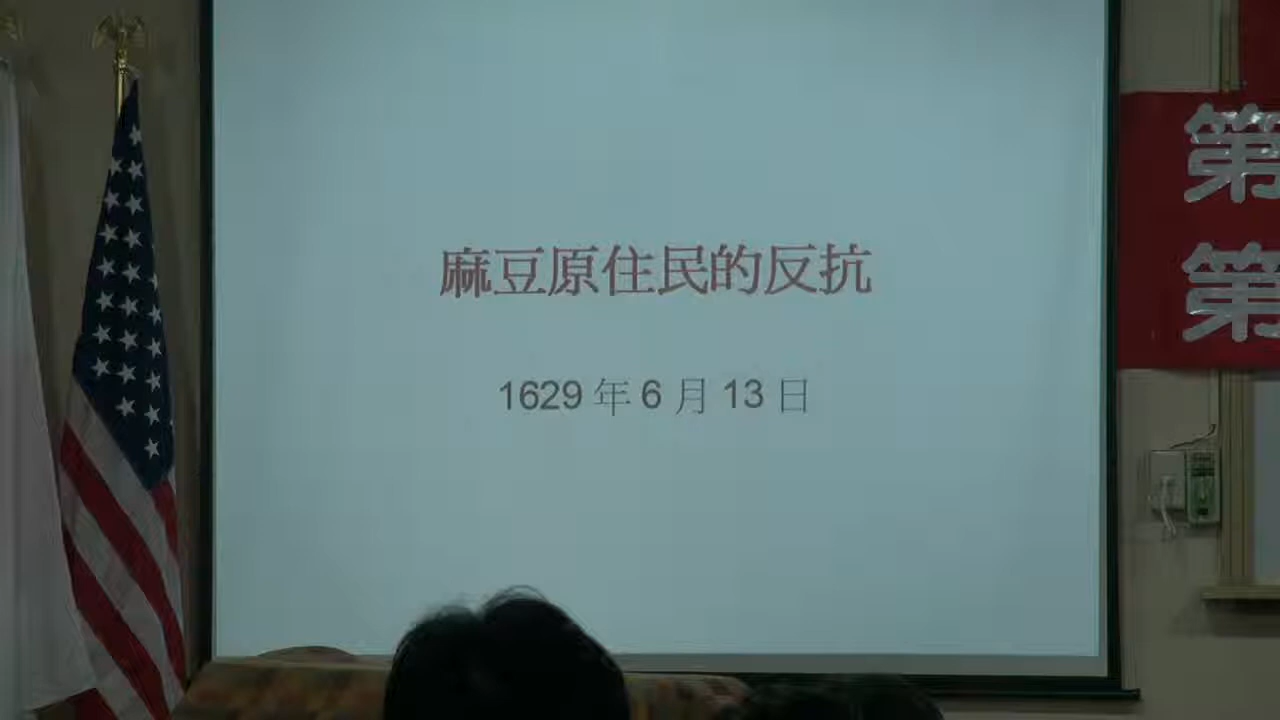 麻豆原住民的反抗
1629 年 6 月 13 日
第
第